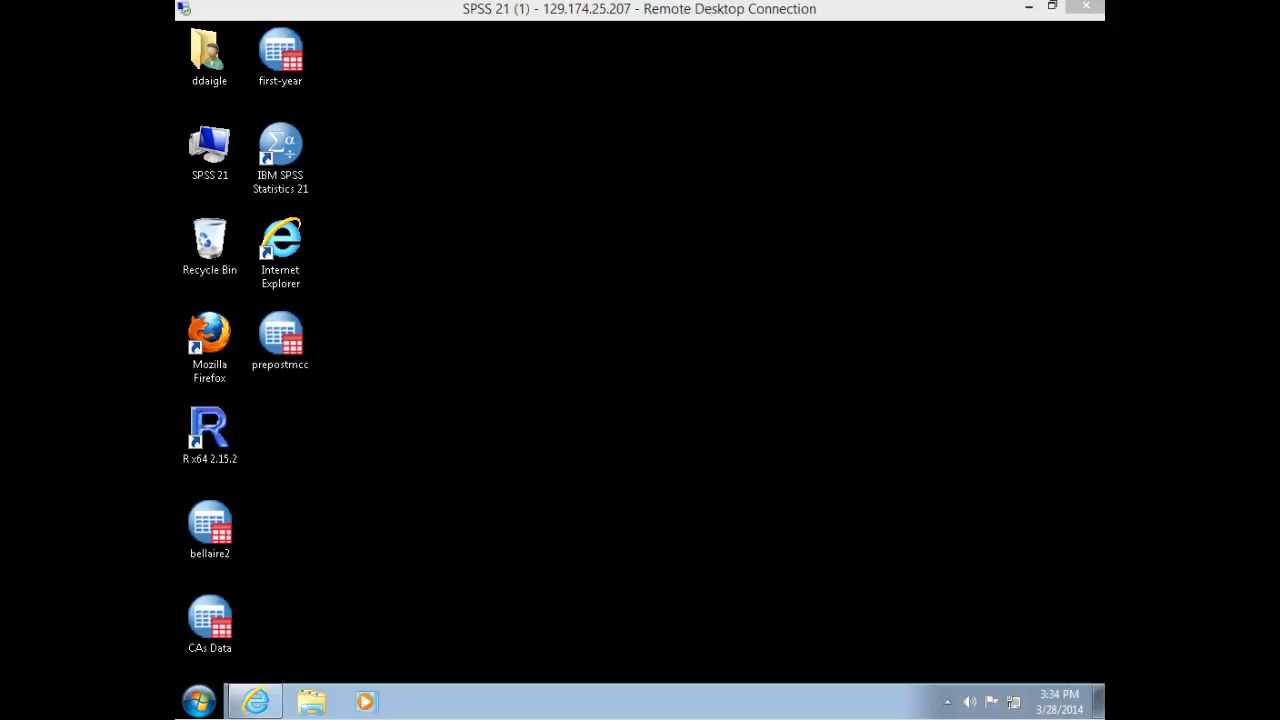 SPSS 21 (1) - 129.174.25.207 - Remote Desktop Connection
ddaigle
first-year
SPSS 21
IBM SPSS
Statistics 21
Recycle Bin
Internet
Explorer
Mozilla
Firefox
prepostmcc
R x64 2.15.2
bellaire2
CAs Data
3:34 PM
3/28/2014